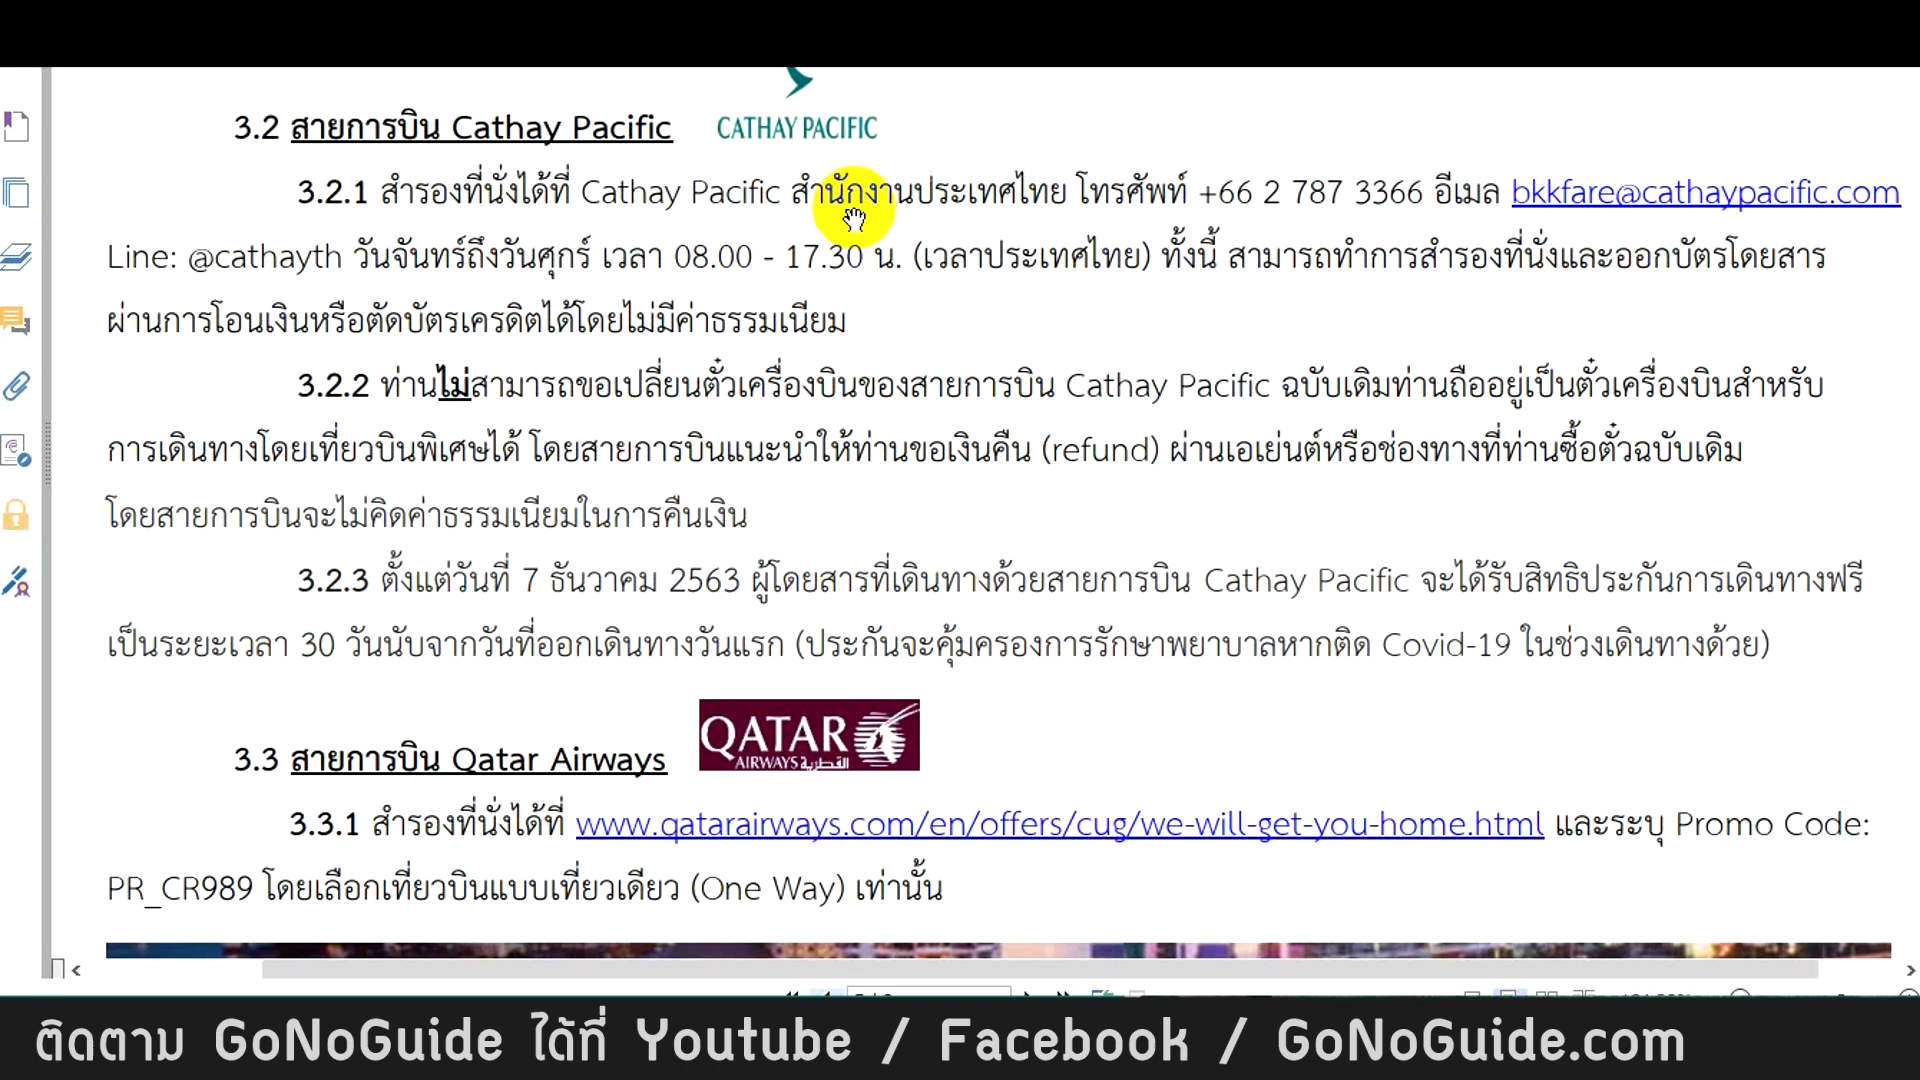 3.2 สายการบิน Cathay Pacific CATHAY PACIFIC
3.2.1 สำรองที่นั่งได้ที่ Cathay Pacific สำนักงานประเทศไทย โทรศัพท์ +66 2 787 3366 อีเมล bkkfare@cathaypacific.com
Line: @cathayth วันจันทร์ถึงวันศุกร์ เวลา 08.00 - 17.30 น. (เวลาประเทศไทย) ทั้งนี้ สามารถทำการสำรองที่นั่งและออกบัตรโดยสาร
ผ่านการโอนเงินหรือตัดบัตรเครดิตได้โดยไม่มีค่าธรรมเนียม
3.2.2 ท่านไม่สามารถขอเปลี่ยนตั๋วเครื่องบินของสายการบิน Cathay Pacific ฉบับเดิมท่านถืออยู่เป็นตั๋วเครื่องบินสำหรับ
การเดินทางโดยเที่ยวบินพิเศษได้ โดยสายการบินแนะนำให้ท่านขอเงินคืน (refund) ผ่านเอเย่นต์หรือช่องทางที่ท่านซื้อตั๋วฉบับเดิม
โดยสายการบินจะไม่คิดค่าธรรมเนียมในการคืนเงิน
3.2.3 ตั้งแต่วันที่ 7 ธันวาคม 2563 ผู้โดยสารที่เดินทางด้วยสายการบิน Cathay Pacific จะได้รับสิทธิประกันการเดินทางฟรี
เป็นระยะเวลา 30 วันนับจากวันที่ออกเดินทางวันแรก (ประกันจะคุ้มครองการรักษาพยาบาลหากติด Covid-19 ในช่วงเดินทางด้วย)
3.3 สายการบิน Qatar Airways QATAR AIRWAYS القطرية
3.3.1 สำรองที่นั่งได้ที่ www.qatarairways.com/en/offers/cug/we-will-get-you-home.html และระบุ Promo Code:
PR_CR989 โดยเลือกเที่ยวบินแบบเที่ยวเดียว (One Way) เท่านั้น
ติดตาม GoNoGuide ได้ที่ Youtube / Facebook / GoNoGuide.com